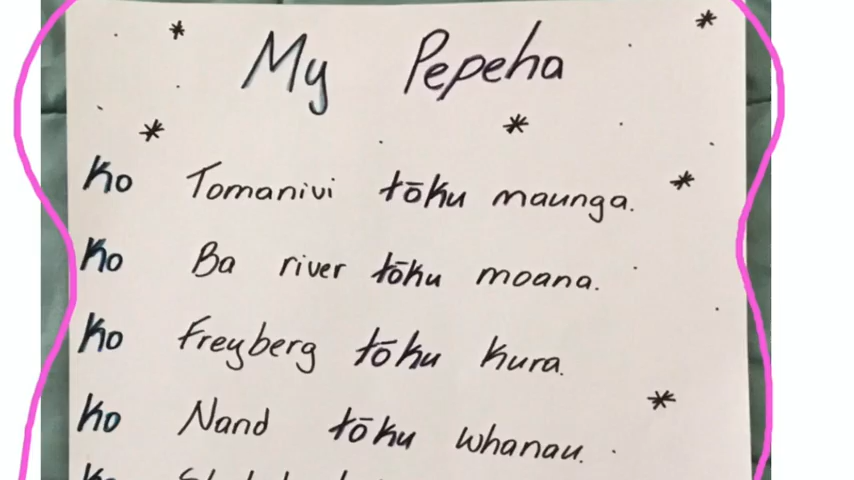 My Pepeha
Ko Tomanivi tōku maunga.
Ko Ba river tōku moana.
Ko Freyberg tōku kura.
Ko Nand tōku whanau.
Ko